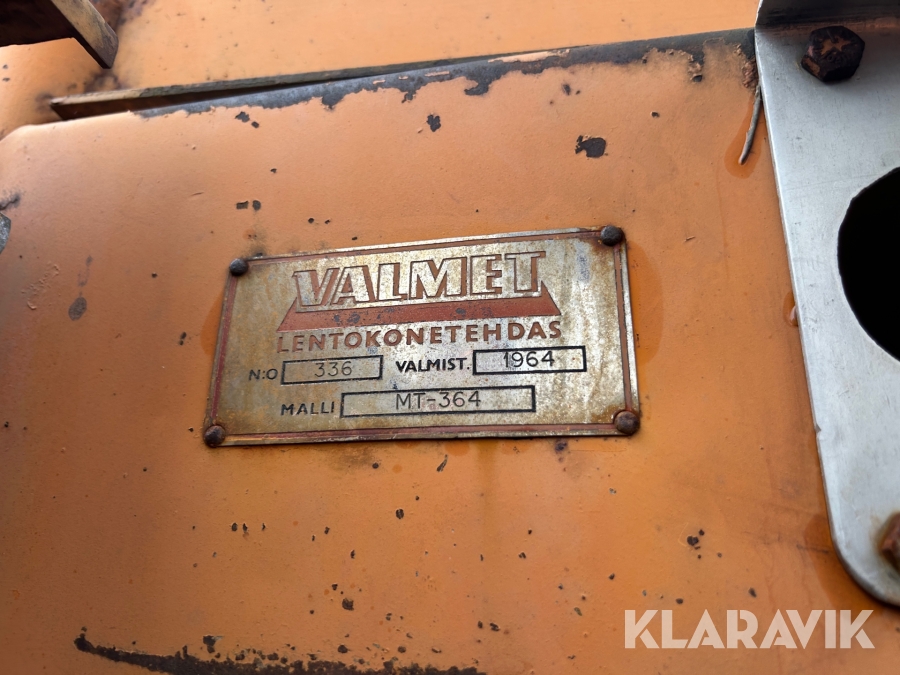 VALMET
LENTOKONETEHDAS
N:O 336 VALMIST. 1964
MALLI MT-364
KLARAVIK